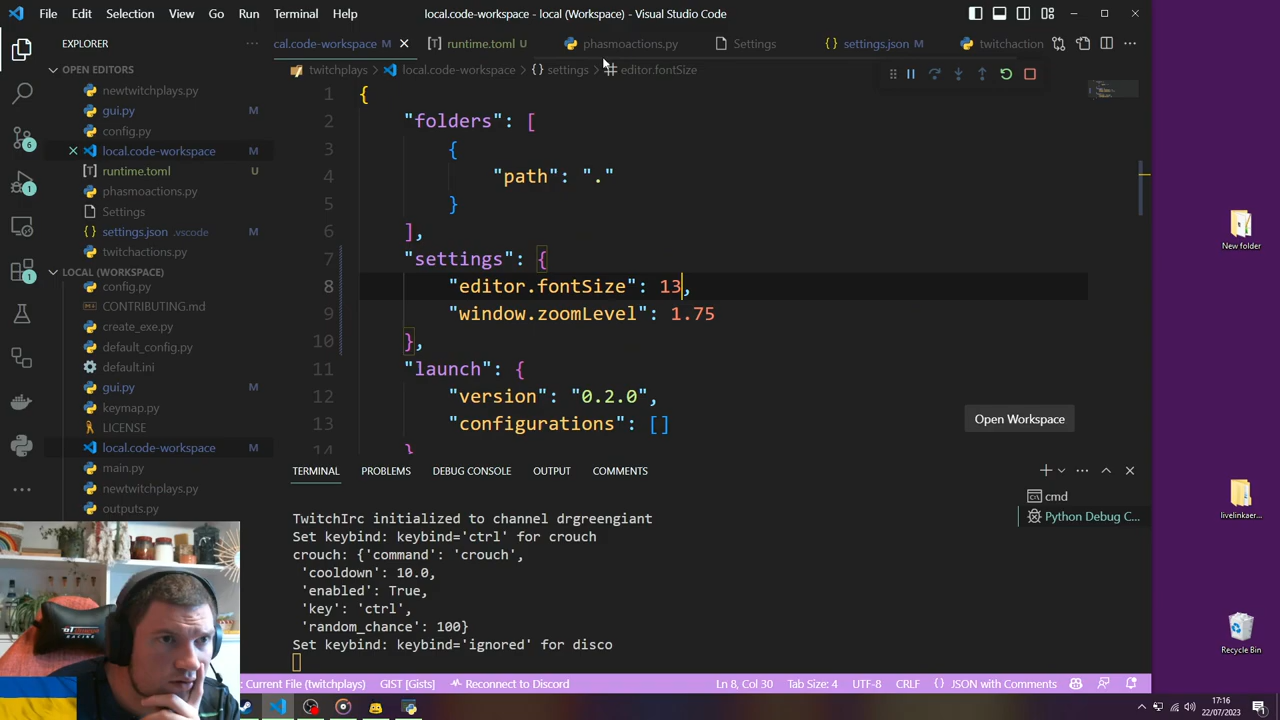 File Edit Selection View Go Run Terminal Help local.code-workspace - local (Workspace) - Visual Studio Code
EXPLORER
OPEN EDITORS
newtwitchplays.py
gui.py M
config.py
local.code-workspace M
runtime.toml U
phasmoactions.py
Settings
settings.json .vscode M
twitchactions.py
LOCAL (WORKSPACE)
config.py
CONTRIBUTING.md
create_exe.py
default_config.py
default.ini
gui.py M
keymap.py
LICENSE
local.code-workspace M
main.py
newtwitchplays.py
outputs.py
6
1
1
cal.code-workspace M runtime.toml U phasmoactions.py Settings settings.json M twitchaction
twitchplays > local.code-workspace > {} settings > # editor.fontSize
1 {
2 "folders": [
3 {
4 "path": "."
5 }
6 ],
7 "settings": {
8 "editor.fontSize": 13,
9 "window.zoomLevel": 1.75
10 },
11 "launch": {
12 "version": "0.2.0",
13 "configurations": []
14 }
Open Workspace
TERMINAL PROBLEMS DEBUG CONSOLE OUTPUT COMMENTS
cmd
Python Debug C...
TwitchIrc initialized to channel drgreengiant
Set keybind: keybind='ctrl' for crouch
crouch: {'command': 'crouch',
'cooldown': 10.0,
'enabled': True,
'key': 'ctrl',
'random_chance': 100}
Set keybind: keybind='ignored' for disco
: Current File (twitchplays) GIST [Gists] Reconnect to Discord Ln 8, Col 30 Tab Size: 4 UTF-8 CRLF {} JSON with Comments
New folder
livelinkaer...
Recycle Bin
GT
RACING
17:16
22/07/2023
1